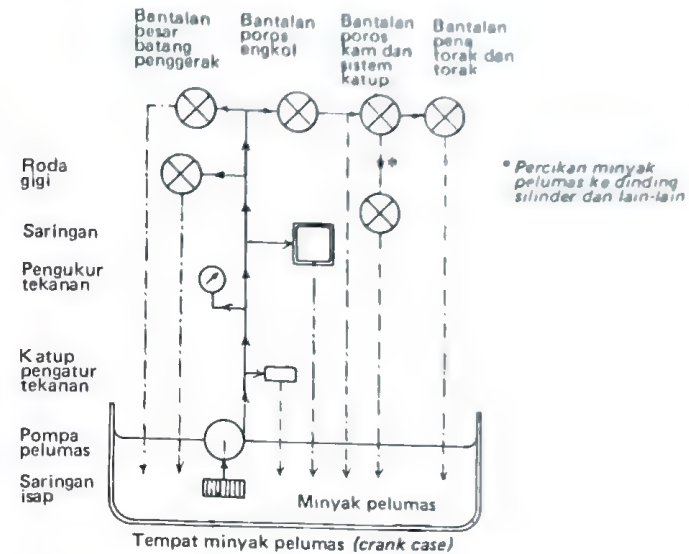 Bantalan
besar
batang
penggerak
Bantalan
poros
engkol
Bantalan
poros
kam dan
sistem
katup
Bantalan
pena
torak dan
torak
Roda
gigi
Saringan
Pengukur
tekanan
Katup
pengatur
tekanan
Pompa
pelumas
Saringan
isap
*
* Percikan minyak
pelumas ke dinding
silinder dan lain-lain
Minyak pelumas
Tempat minyak pelumas (crank case)